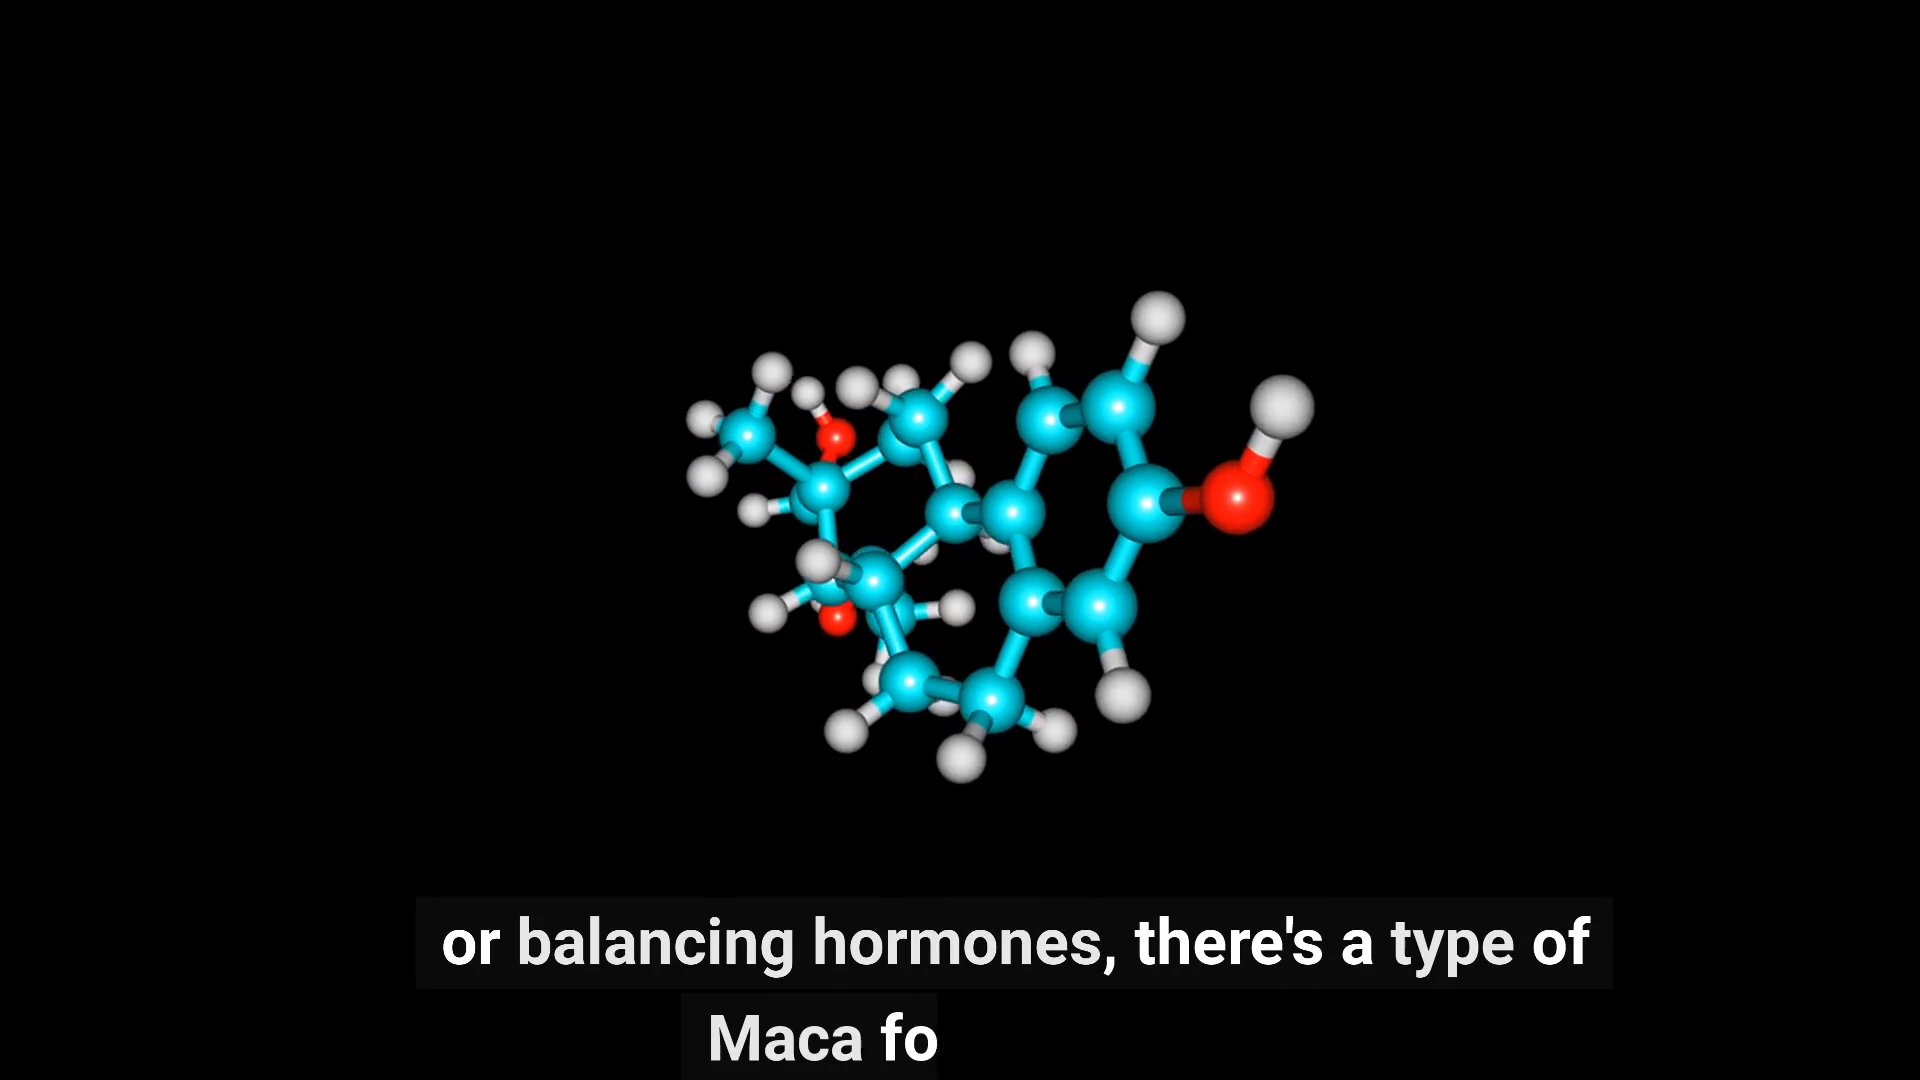 or balancing hormones, there's a type of
Maca fo